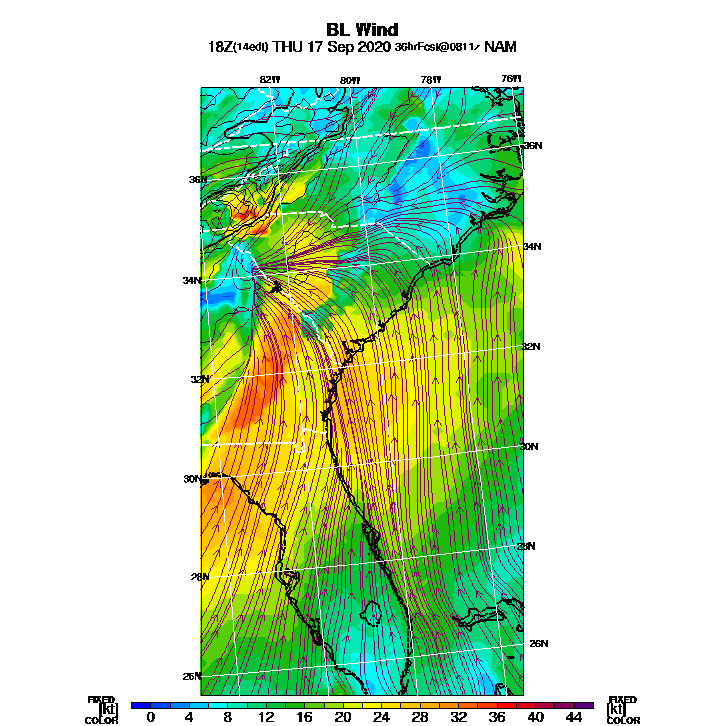 BL Wind
18Z(14edt) THU 17 Sep 2020 36hrFcst@0811z NAM
82W 80W 78W 76W
36N
36N
34N
34N
32N
32N
30N
30N
28N
28N
26N
26N
FIXED FIXED
[kt] 0 4 8 12 16 20 24 28 32 36 40 44 [kt]
COLOR COLOR